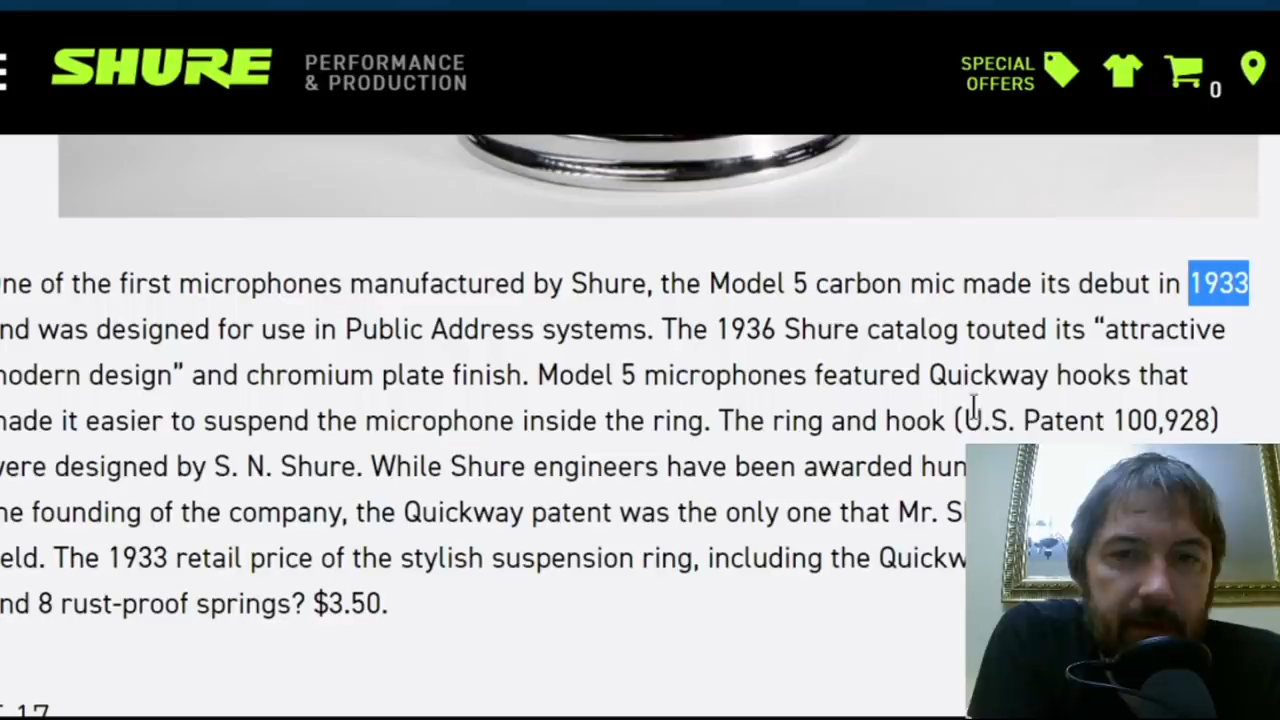 SHURE
PERFORMANCE
& PRODUCTION
SPECIAL
OFFERS
0
ne of the first microphones manufactured by Shure, the Model 5 carbon mic made its debut in 1933
nd was designed for use in Public Address systems. The 1936 Shure catalog touted its “attractive
nodern design” and chromium plate finish. Model 5 microphones featured Quickway hooks that
nade it easier to suspend the microphone inside the ring. The ring and hook (U.S. Patent 100,928)
were designed by S. N. Shure. While Shure engineers have been awarded hun
he founding of the company, the Quickway patent was the only one that Mr. S
eld. The 1933 retail price of the stylish suspension ring, including the Quickw
nd 8 rust-proof springs? $3.50.
17